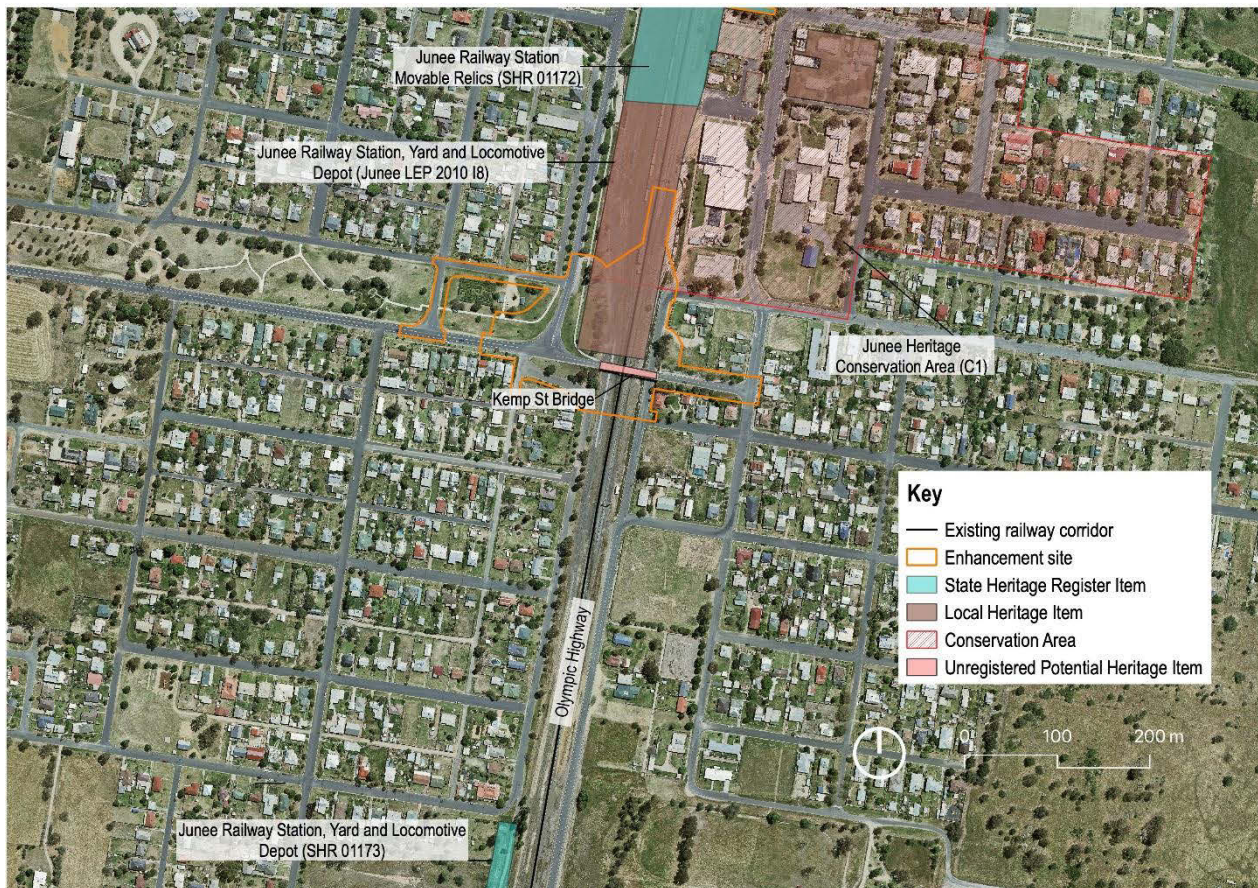 Junee Railway Station
Movable Relics (SHR 01172)
Junee Railway Station, Yard and Locomotive
Depot (Junee LEP 2010 I8)
Junee Heritage
Conservation Area (C1)
Kemp St Bridge
Key
Existing railway corridor
Enhancement site
State Heritage Register Item
Local Heritage Item
Conservation Area
Unregistered Potential Heritage Item
Olympic Highway
0 100 200 m
Junee Railway Station, Yard and Locomotive
Depot (SHR 01173)